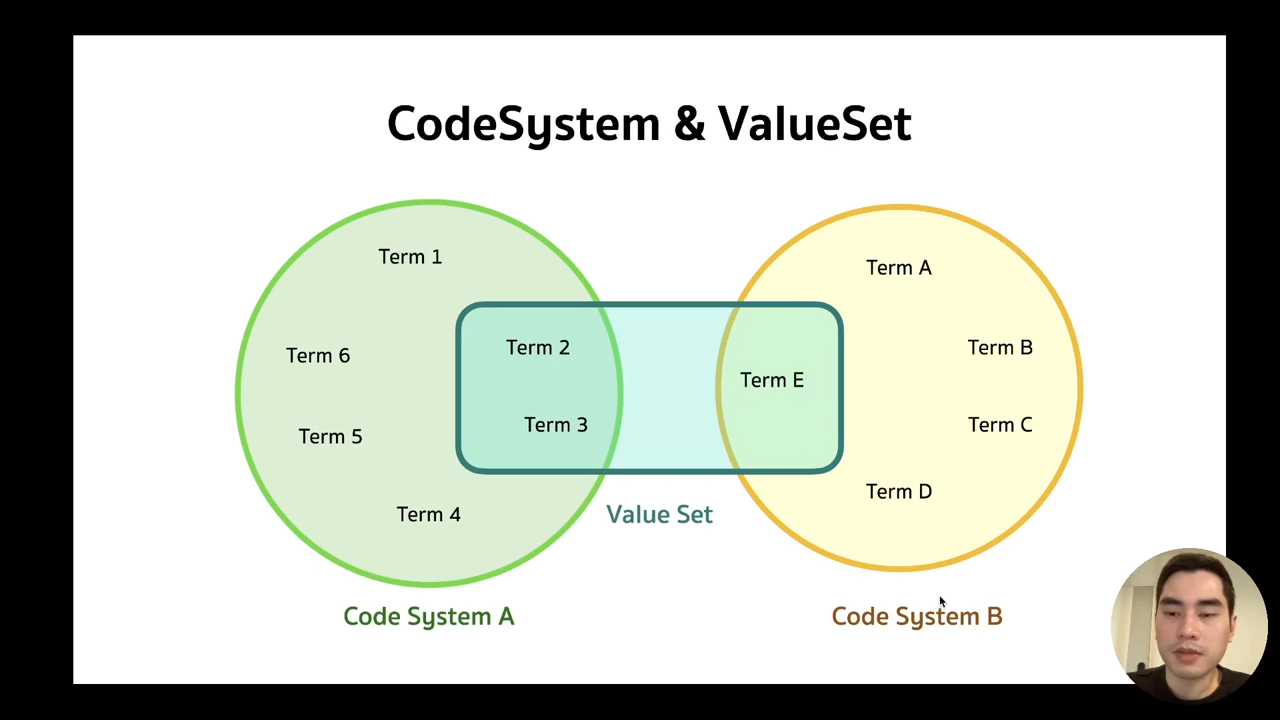 CodeSystem & ValueSet
Term 1
Term A
Term 2
Term B
Term 6
Term E
Term 3
Term C
Term 5
Term D
Term 4
Value Set
Code System A
Code System B